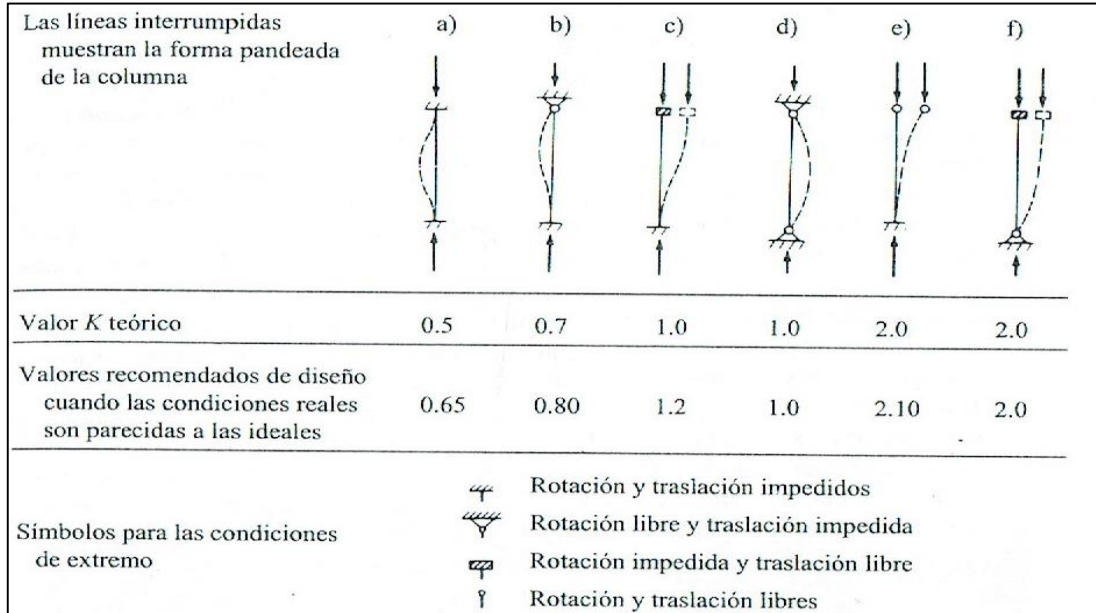 Las líneas interrumpidas
muestran la forma pandeada
de la columna
a) b) c) d) e) f)
Valor K teórico 0.5 0.7 1.0 1.0 2.0 2.0
Valores recomendados de diseño
cuando las condiciones reales
son parecidas a las ideales
0.65 0.80 1.2 1.0 2.10 2.0
Símbolos para las condiciones
de extremo
Rotación y traslación impedidos
Rotación libre y traslación impedida
Rotación impedida y traslación libre
Rotación y traslación libres